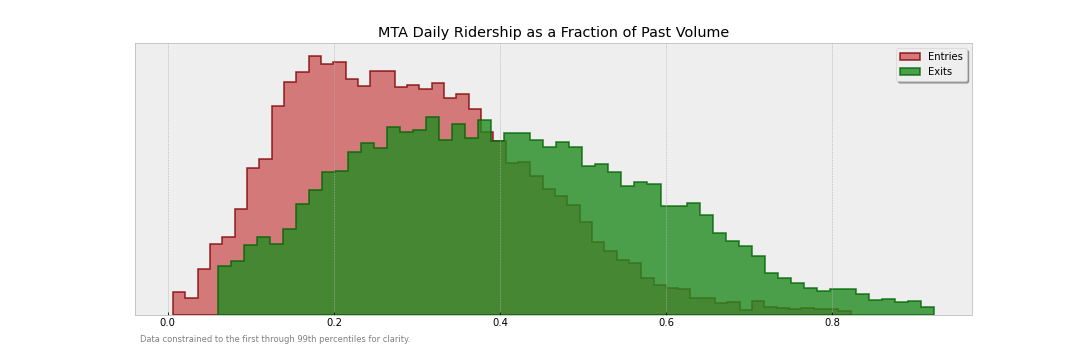 MTA Daily Ridership as a Fraction of Past Volume
Entries
Exits
0.0 0.2 0.4 0.6 0.8
Data constrained to the first through 99th percentiles for clarity.